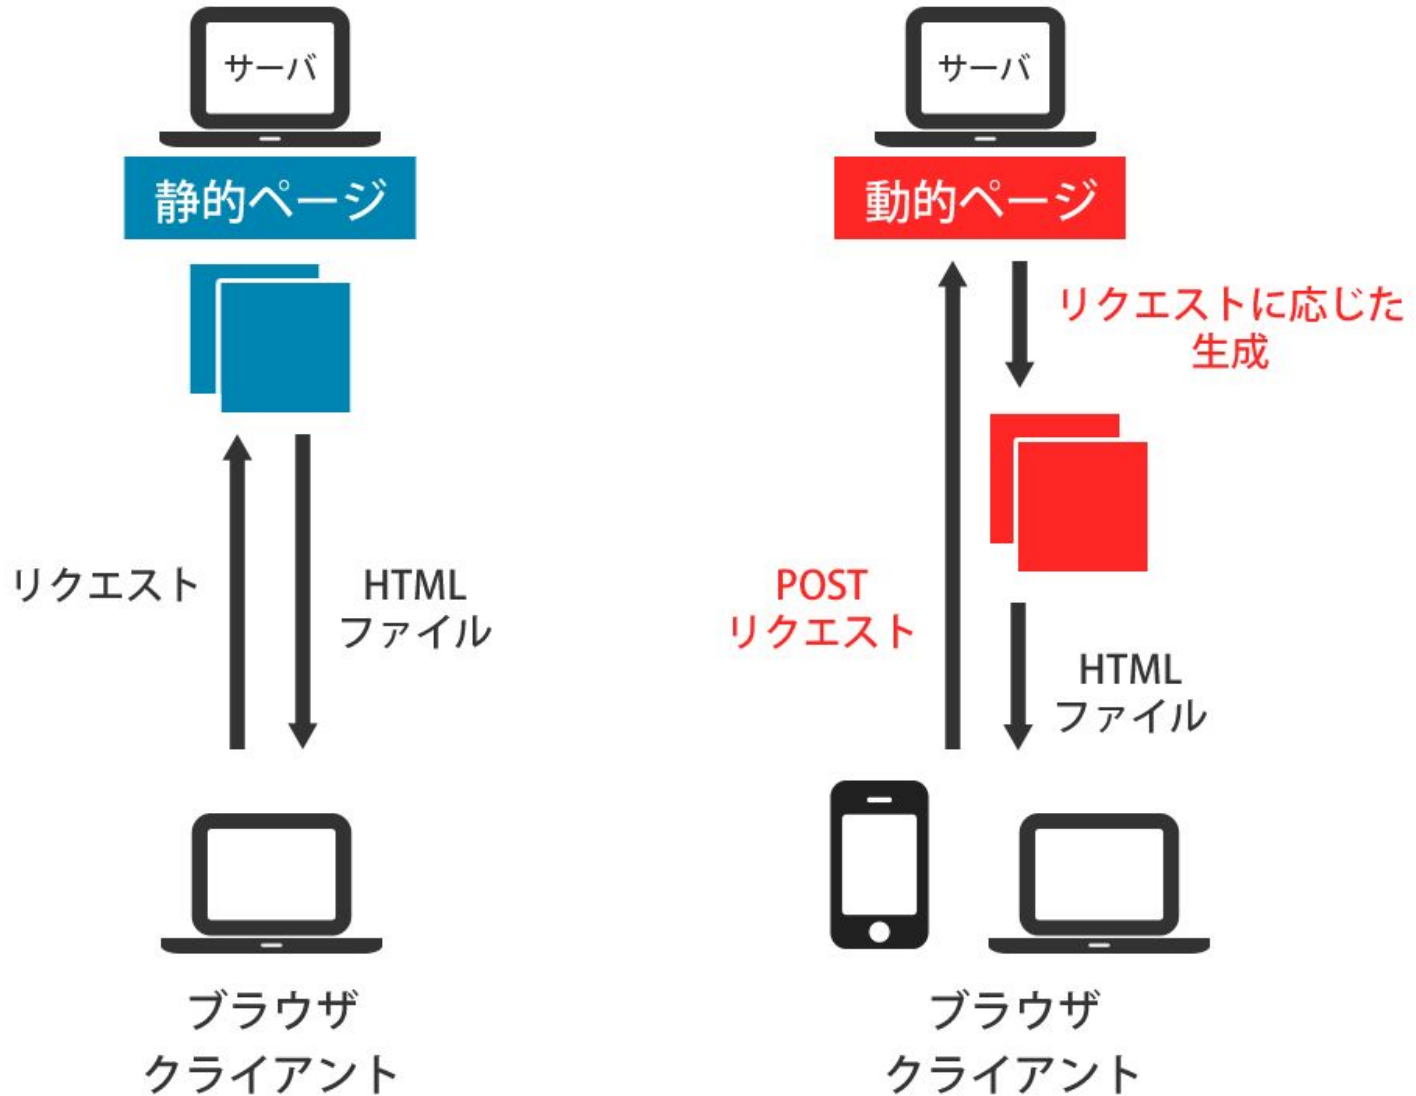 サーバ
静的ページ
リクエスト
HTML
ファイル
ブラウザ
クライアント
サーバ
動的ページ
リクエストに応じた
生成
POST
リクエスト
HTML
ファイル
ブラウザ
クライアント